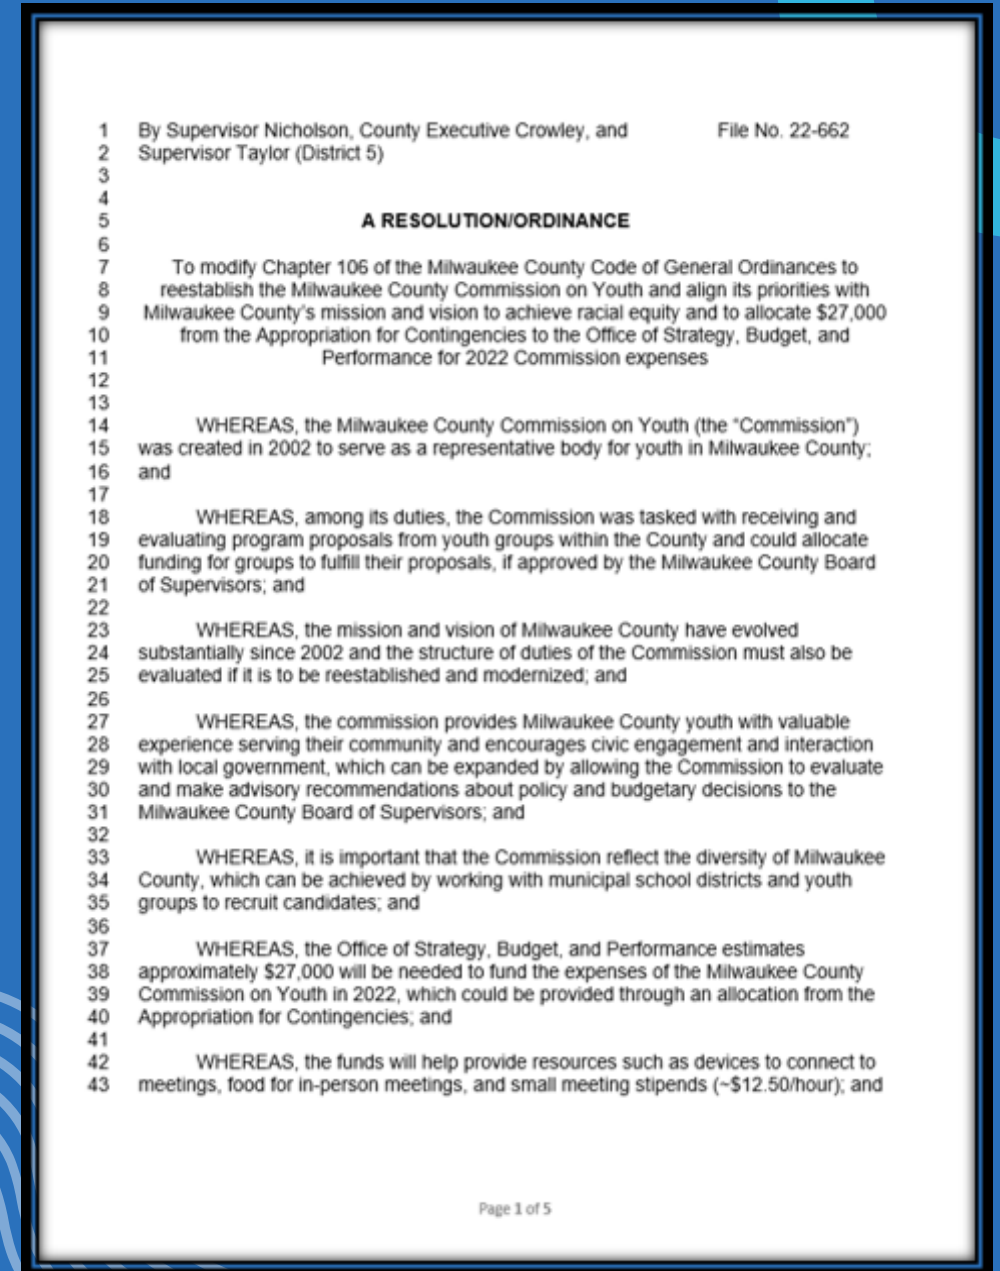 1 By Supervisor Nicholson, County Executive Crowley, and File No. 22-662
2 Supervisor Taylor (District 5)
3
4
5 A RESOLUTION/ORDINANCE
6
7 To modify Chapter 106 of the Milwaukee County Code of General Ordinances to
8 reestablish the Milwaukee County Commission on Youth and align its priorities with
9 Milwaukee County's mission and vision to achieve racial equity and to allocate $27,000
10 from the Appropriation for Contingencies to the Office of Strategy, Budget, and
11 Performance for 2022 Commission expenses
12
13
14 WHEREAS, the Milwaukee County Commission on Youth (the "Commission")
15 was created in 2002 to serve as a representative body for youth in Milwaukee County;
16 and
17
18 WHEREAS, among its duties, the Commission was tasked with receiving and
19 evaluating program proposals from youth groups within the County and could allocate
20 funding for groups to fulfill their proposals, if approved by the Milwaukee County Board
21 of Supervisors; and
22
23 WHEREAS, the mission and vision of Milwaukee County have evolved
24 substantially since 2002 and the structure of duties of the Commission must also be
25 evaluated if it is to be reestablished and modernized; and
26
27 WHEREAS, the commission provides Milwaukee County youth with valuable
28 experience serving their community and encourages civic engagement and interaction
29 with local government, which can be expanded by allowing the Commission to evaluate
30 and make advisory recommendations about policy and budgetary decisions to the
31 Milwaukee County Board of Supervisors; and
32
33 WHEREAS, it is important that the Commission reflect the diversity of Milwaukee
34 County, which can be achieved by working with municipal school districts and youth
35 groups to recruit candidates; and
36
37 WHEREAS, the Office of Strategy, Budget, and Performance estimates
38 approximately $27,000 will be needed to fund the expenses of the Milwaukee County
39 Commission on Youth in 2022, which could be provided through an allocation from the
40 Appropriation for Contingencies; and
41
42 WHEREAS, the funds will help provide resources such as devices to connect to
43 meetings, food for in-person meetings, and small meeting stipends (~$12.50/hour); and
Page 1 of 5